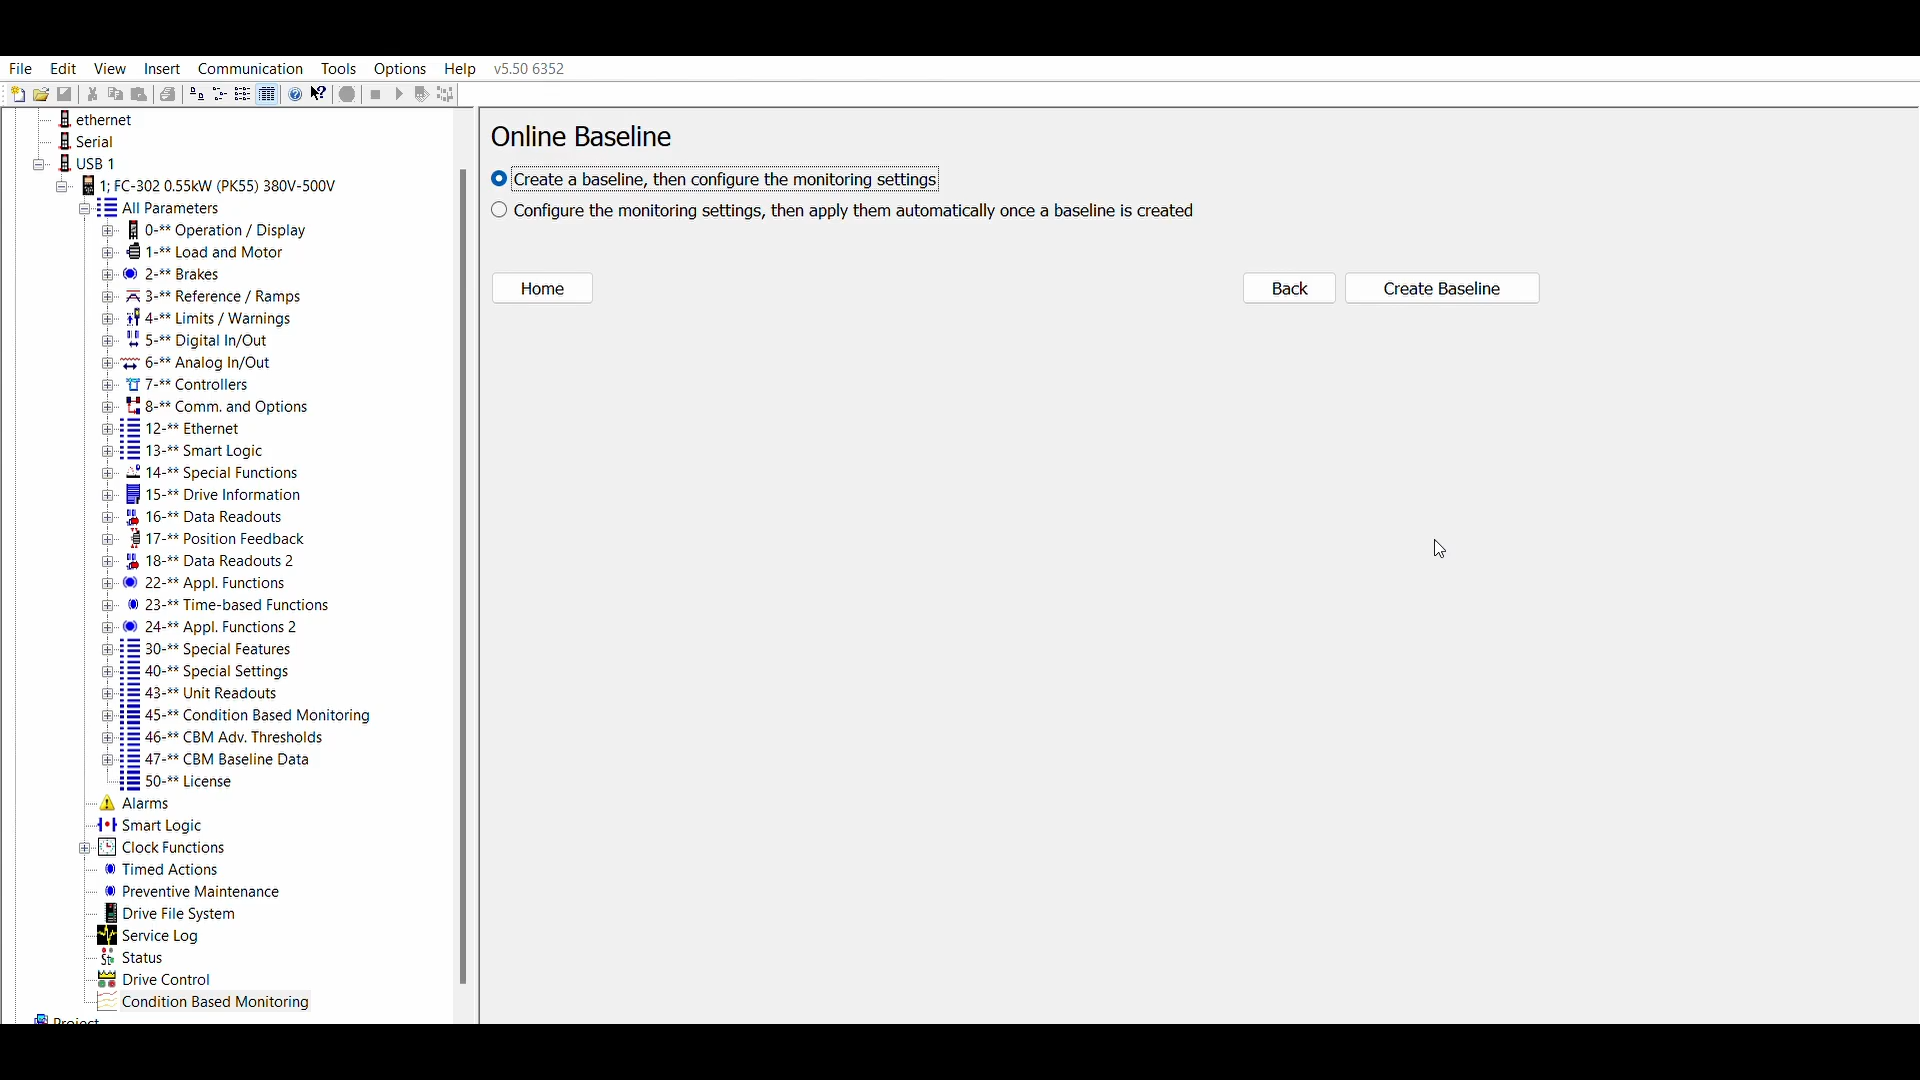 File Edit View Insert Communication Tools Options Help v5.50 6352
ethernet
Serial
USB 1
1; FC-302 0.55kW (PK55) 380V-500V
All Parameters
0-** Operation / Display
1-** Load and Motor
2-** Brakes
3-** Reference / Ramps
4-** Limits / Warnings
5-** Digital In/Out
6-** Analog In/Out
7-** Controllers
8-** Comm. and Options
12-** Ethernet
13-** Smart Logic
14-** Special Functions
15-** Drive Information
16-** Data Readouts
17-** Position Feedback
18-** Data Readouts 2
22-** Appl. Functions
23-** Time-based Functions
24-** Appl. Functions 2
30-** Special Features
40-** Special Settings
43-** Unit Readouts
45-** Condition Based Monitoring
46-** CBM Adv. Thresholds
47-** CBM Baseline Data
50-** License
Alarms
Smart Logic
Clock Functions
Timed Actions
Preventive Maintenance
Drive File System
Service Log
Status
Drive Control
Condition Based Monitoring
Project
Online Baseline
Create a baseline, then configure the monitoring settings
Configure the monitoring settings, then apply them automatically once a baseline is created
Home Back Create Baseline